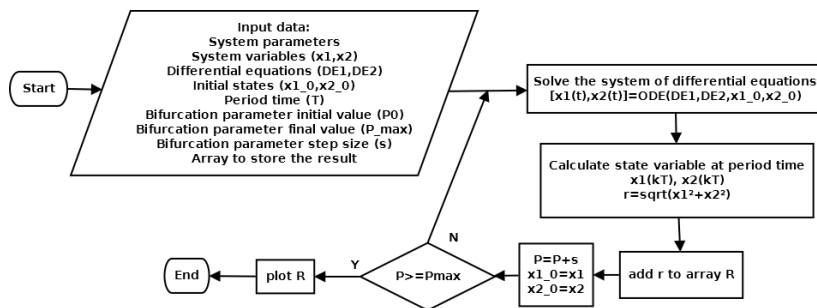 Start
Input data:
System parameters
System variables (x1,x2)
Differential equations (DE1,DE2)
Initial states (x1_0,x2_0)
Period time (T)
Bifurcation parameter initial value (P0)
Bifurcation parameter final value (P_max)
Bifurcation parameter step size (s)
Array to store the result
Solve the system of differential equations:
[x1(t),x2(t)]=ODE(DE1,DE2,x1_0,x2_0)
Calculate state variable at period time
x1(kT), x2(kT)
r=sqrt(x1²+x2²)
add r to array R
P=P+s
x1_0=x1
x2_0=x2
P>=Pmax
N
Y
plot R
End